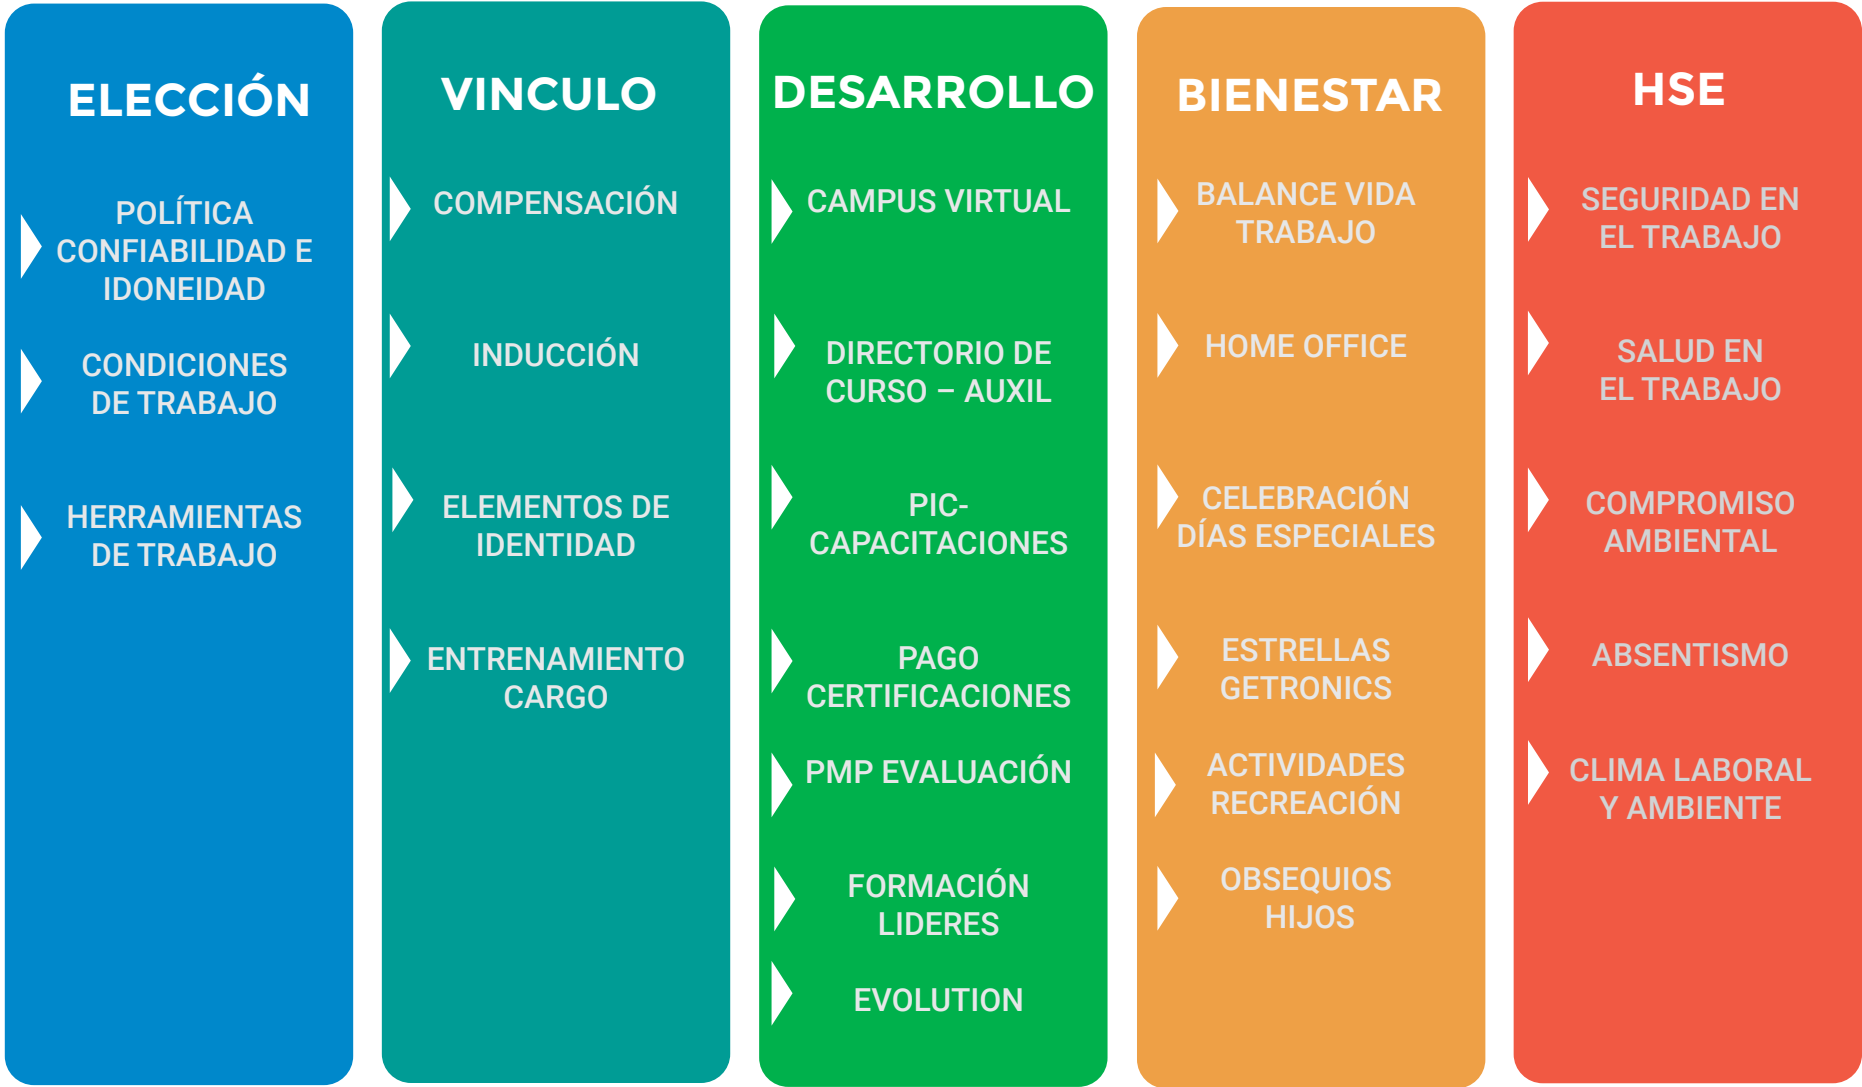 ELECCIÓN
POLÍTICA
CONFIABILIDAD E
IDONEIDAD
CONDICIONES
DE TRABAJO
HERRAMIENTAS
DE TRABAJO
VINCULO
COMPENSACIÓN
INDUCCIÓN
ELEMENTOS DE
IDENTIDAD
ENTRENAMIENTO
CARGO
DESARROLLO
CAMPUS VIRTUAL
DIRECTORIO DE
CURSO – AUXIL
PIC-
CAPACITACIONES
PAGO
CERTIFICACIONES
PMP EVALUACIÓN
FORMACIÓN
LIDERES
EVOLUTION
BIENESTAR
BALANCE VIDA
TRABAJO
HOME OFFICE
CELEBRACIÓN
DÍAS ESPECIALES
ESTRELLAS
GETRONICS
ACTIVIDADES
RECREACIÓN
OBSEQUIOS
HIJOS
HSE
SEGURIDAD EN
EL TRABAJO
SALUD EN
EL TRABAJO
COMPROMISO
AMBIENTAL
ABSENTISMO
CLIMA LABORAL
Y AMBIENTE